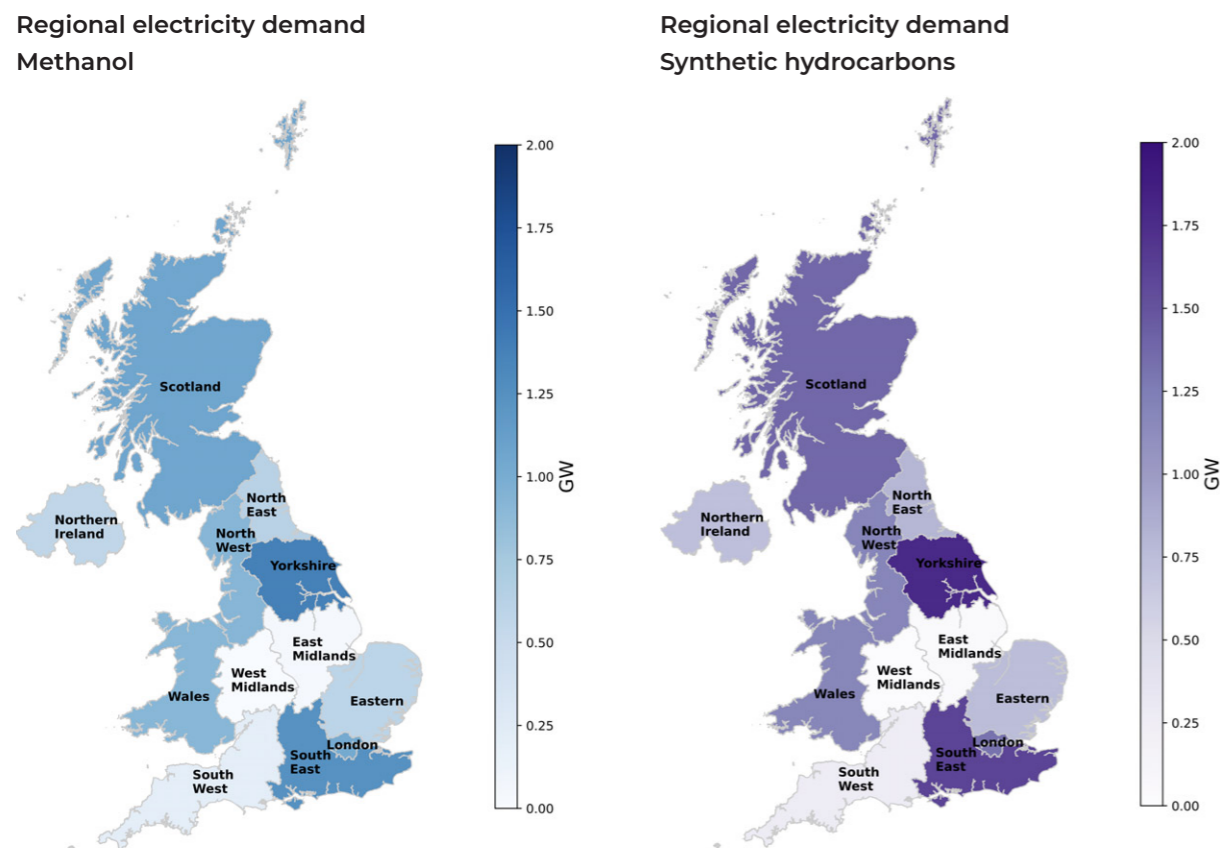 Regional electricity demand
Methanol
Scotland
North
East
Northern
Ireland
North
West
Yorkshire
East
Midlands
West
Midlands
Wales
Eastern
London
South
East
South
West
2.00
1.75
1.50
1.25
1.00
0.75
0.50
0.25
0.00
GW
Regional electricity demand
Synthetic hydrocarbons
Scotland
North
East
Northern
Ireland
North
West
Yorkshire
East
Midlands
West
Midlands
Wales
Eastern
London
South
East
South
West
2.00
1.75
1.50
1.25
1.00
0.75
0.50
0.25
0.00
GW